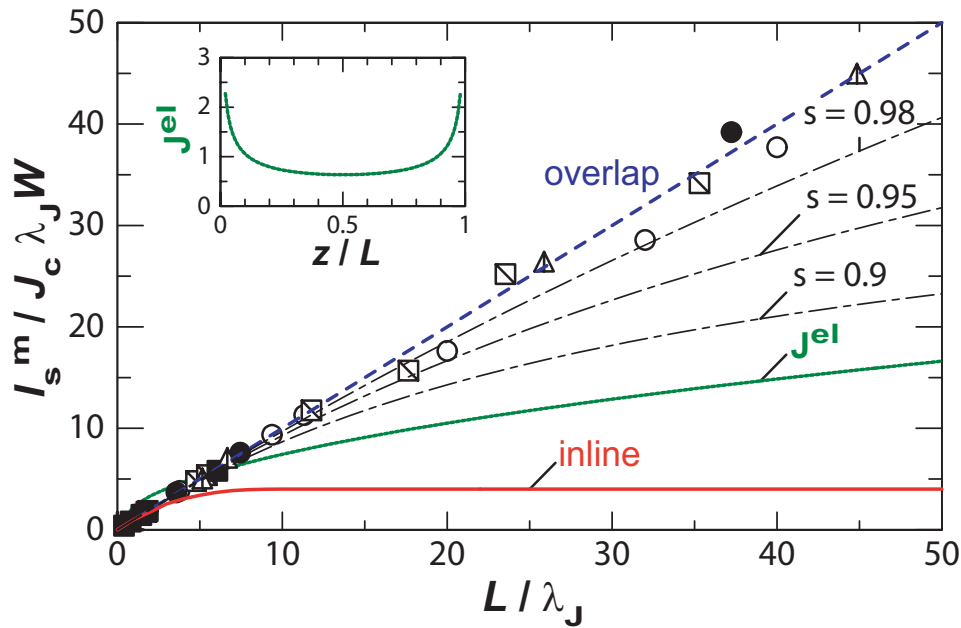 50
40
30
20
10
0
I_s^m / J_c λ_J W
3
2
1
0
J^el
0
0.5
1
z / L
overlap
s = 0.98
s = 0.95
s = 0.9
J^el
inline
0
10
20
30
40
50
L / λ_J